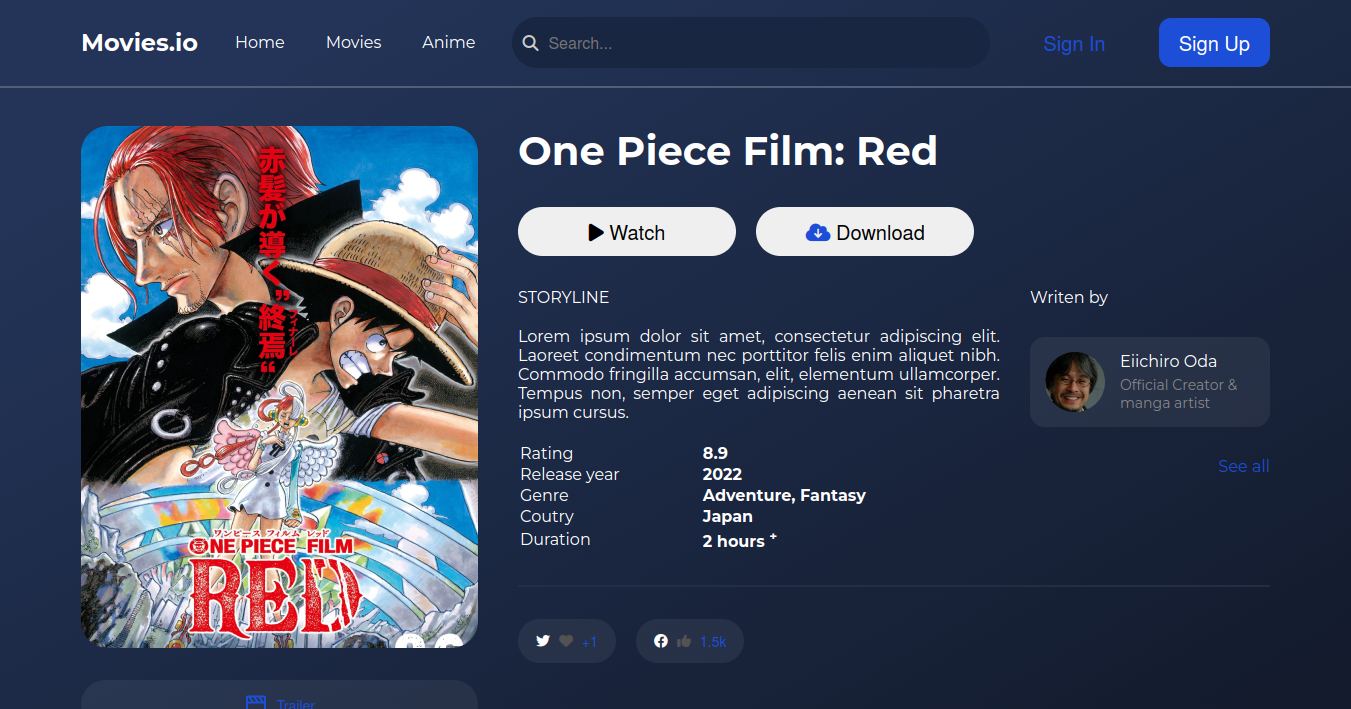 Movies.io Home Movies Anime Search... Sign In Sign Up
赤髪が導く”終焉“
フィナーレ
ワンピース フィルム レッド
ONE PIECE FILM
RED
One Piece Film: Red
Watch Download
STORYLINE
Lorem ipsum dolor sit amet, consectetur adipiscing elit.
Laoreet condimentum nec porttitor felis enim aliquet nibh.
Commodo fringilla accumsan, elit, elementum ullamcorper.
Tempus non, semper eget adipiscing aenean sit pharetra
ipsum cursus.
Rating 8.9
Release year 2022
Genre Adventure, Fantasy
Coutry Japan
Duration 2 hours +
Writen by
Eiichiro Oda
Official Creator &
manga artist
See all
+1 1.5k
Trailer